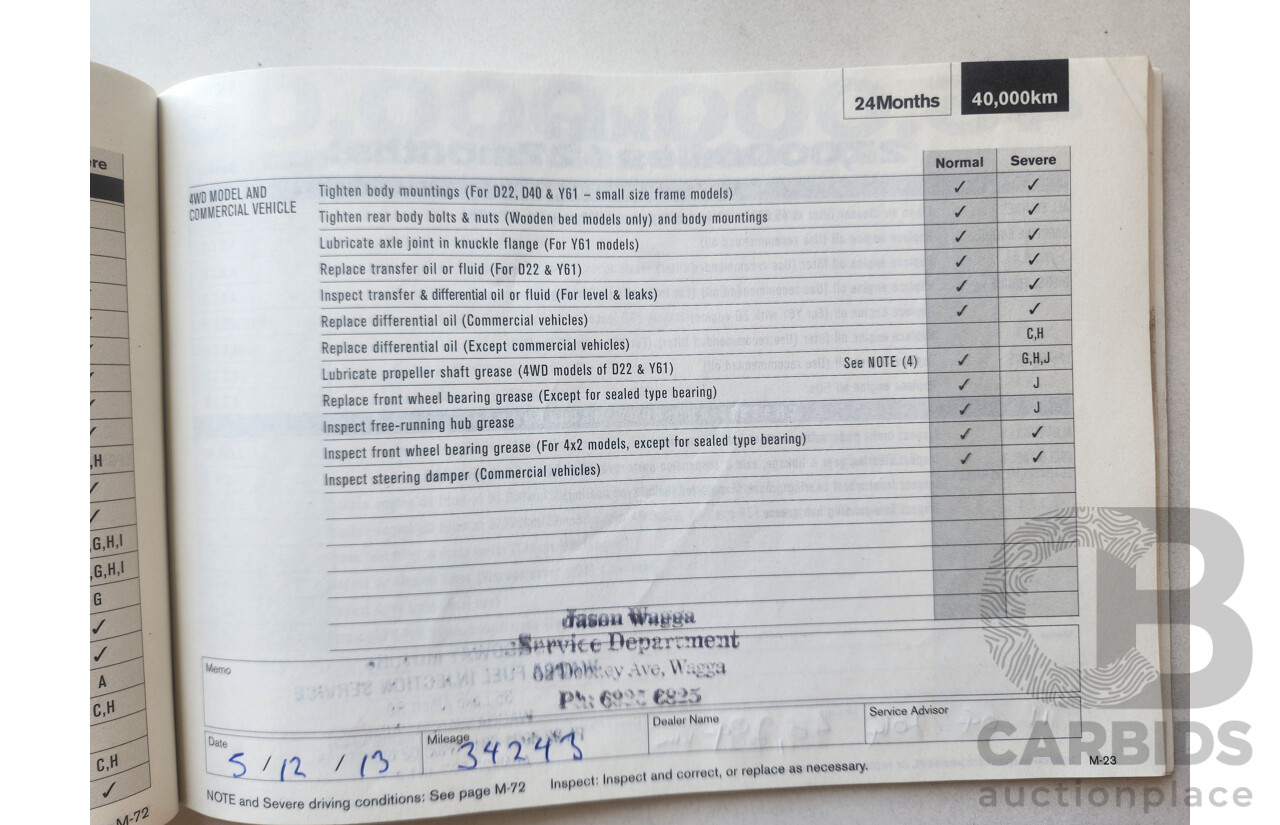 24Months 40,000km
Normal Severe
4WD MODEL AND
COMMERCIAL VEHICLE
Tighten body mountings (For D22, D40 & Y61 – small size frame models) ✓ ✓
Tighten rear body bolts & nuts (Wooden bed models only) and body mountings ✓ ✓
Lubricate axle joint in knuckle flange (For Y61 models) ✓ ✓
Replace transfer oil or fluid (For D22 & Y61) ✓ ✓
Inspect transfer & differential oil or fluid (For level & leaks) ✓ ✓
Replace differential oil (Commercial vehicles) ✓ ✓
Replace differential oil (Except commercial vehicles) C,H
Lubricate propeller shaft grease (4WD models of D22 & Y61) See NOTE (4) ✓ G,H,J
Replace front wheel bearing grease (Except for sealed type bearing) ✓ J
Inspect free-running hub grease ✓ J
Inspect front wheel bearing grease (For 4x2 models, except for sealed type bearing) ✓ ✓
Inspect steering damper (Commercial vehicles) ✓ ✓
Jason Wagga
Service Department
Ave, Wagga
Ph: 6925 6825
Memo
Date 5 / 12 / 13 Mileage 34243 Dealer Name Service Advisor
NOTE and Severe driving conditions: See page M-72 Inspect: Inspect and correct, or replace as necessary. M-23
ere
✓
✓
✓
✓
,H
✓
✓
,G,H,I
,G,H,I
G
✓
✓
A
C,H
C,H
✓
M-72
CB
CARBIDS
auctionplace